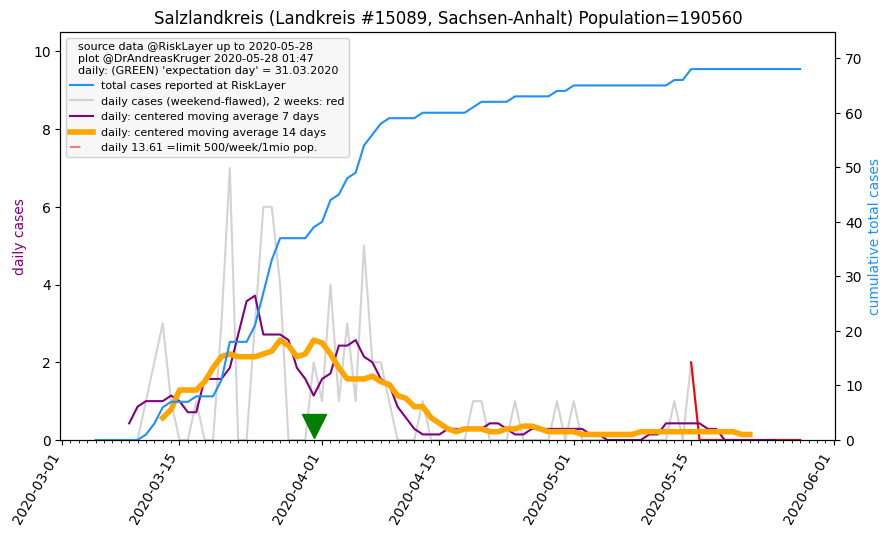 Salzlandkreis (Landkreis #15089, Sachsen-Anhalt) Population=190560
source data @RiskLayer up to 2020-05-28
plot @DrAndreasKruger 2020-05-28 01:47
daily: (GREEN) 'expectation day' = 31.03.2020
total cases reported at RiskLayer
daily cases (weekend-flawed), 2 weeks: red
daily: centered moving average 7 days
daily: centered moving average 14 days
daily 13.61 =limit 500/week/1mio pop.
daily cases
10
8
6
4
2
0
70
60
50
40
30
20
10
0
cumulative total cases
2020-03-01
2020-03-15
2020-04-01
2020-04-15
2020-05-01
2020-05-15
2020-06-01